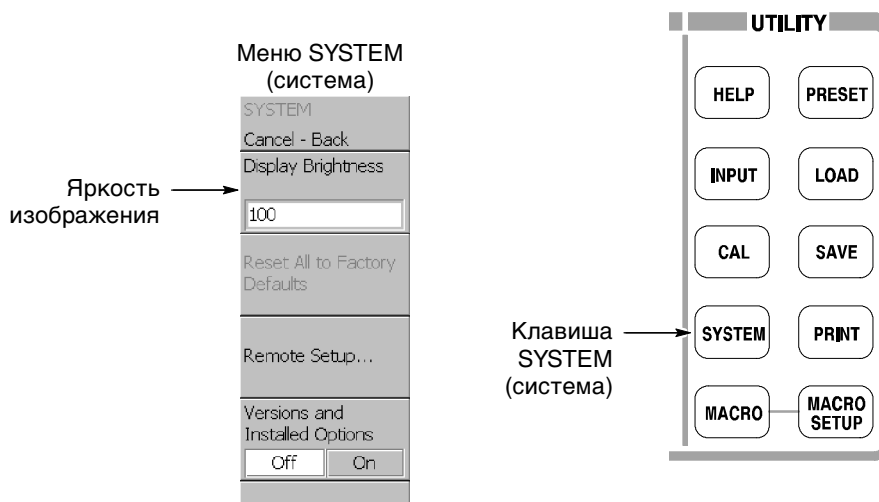 Меню SYSTEM
(система)
SYSTEM
Cancel - Back
Display Brightness
100
Reset All to Factory
Defaults
Remote Setup...
Versions and
Installed Options
Off On
Яркость
изображения
UTILITY
HELP PRESET
INPUT LOAD
CAL SAVE
SYSTEM PRINT
MACRO MACRO
SETUP
Клавиша
SYSTEM
(система)